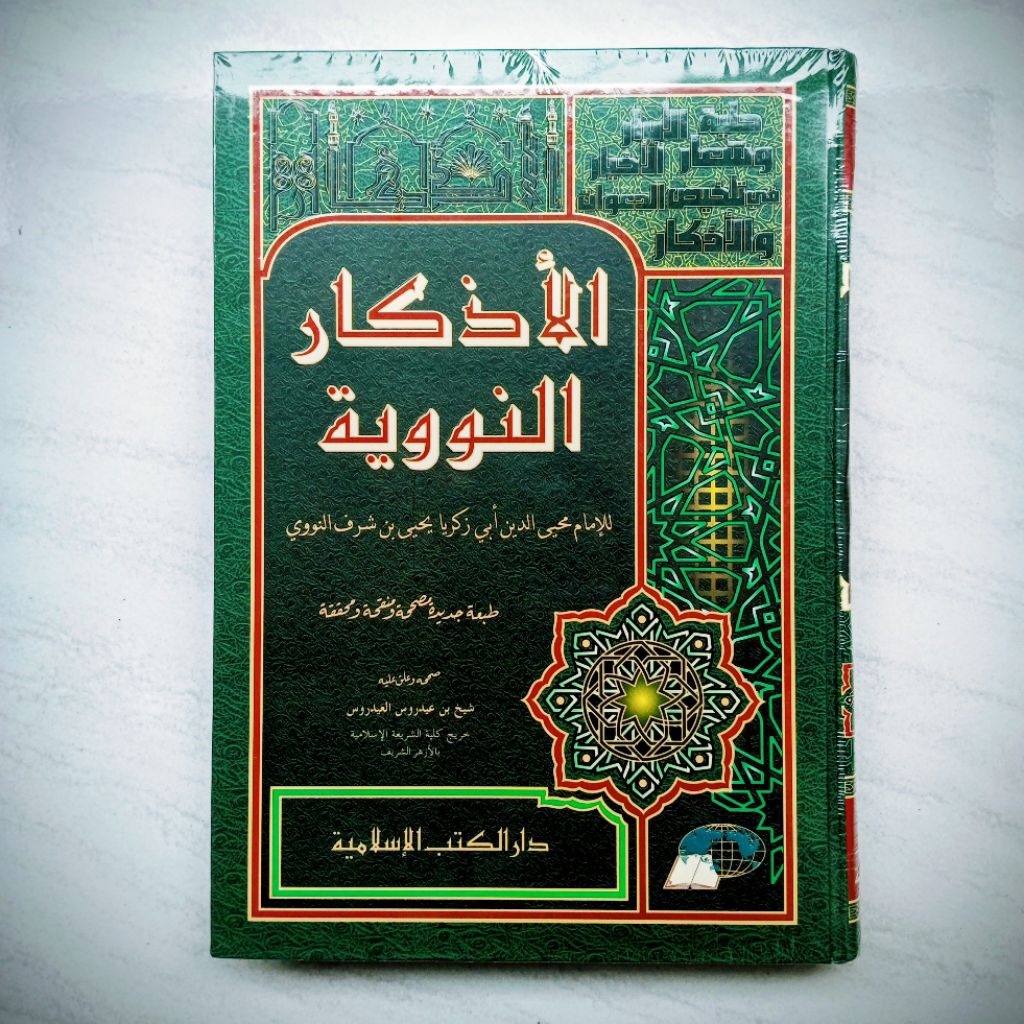 الأذكار
حلية الأبرار
وشعار الأخيار
في تلخيص الدعوات
والأذكار
الأذكار
النووية
للإمام محيي الدين أبي زكريا يحيى بن شرف النووي
طبعة جديدة مصححة ومنقحة ومحققة
صححه وعلق عليه
شيخ بن عيدروس العيدروس
خريج كلية الشريعة الإسلامية
بالأزهر الشريف
دار الكتب الإسلامية